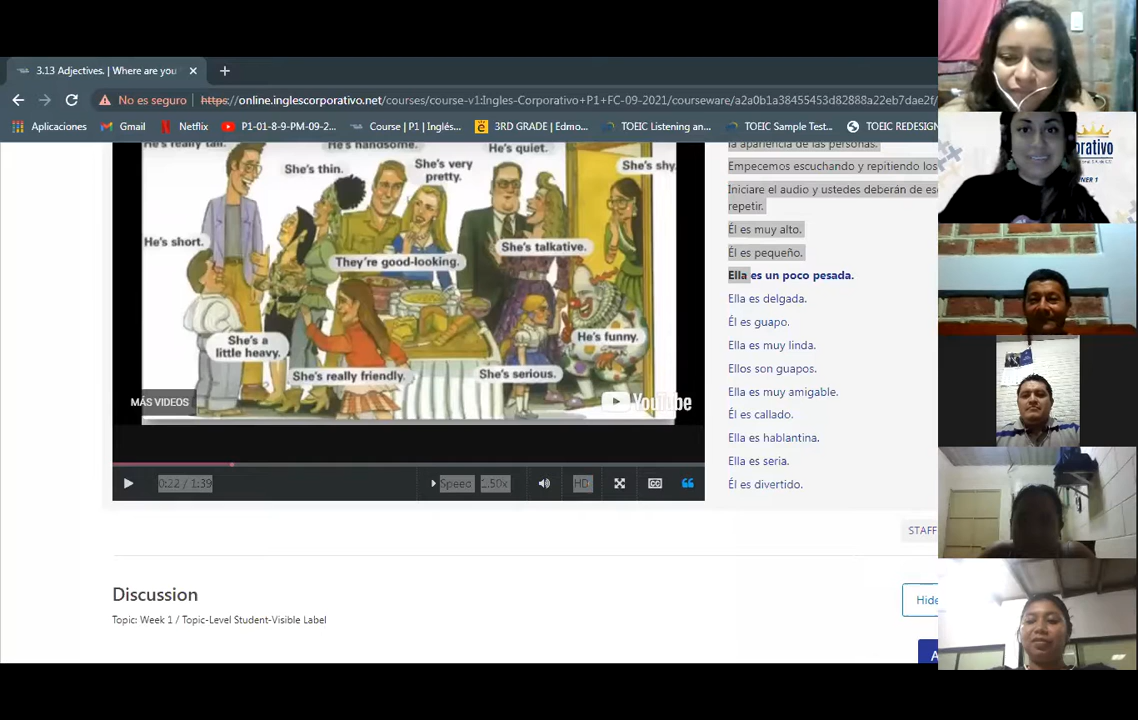 3.13 Adjectives. | Where are you
No es seguro
https://online.inglescorporativo.net/courses/course-v1:Ingles-Corporativo+P1+FC-09-2021/courseware/a2a0b1a38455453d82888a22eb7dae2f/
Aplicaciones
Gmail
Netflix
P1-01-8-9-PM-09-2...
Course | P1 | Inglés...
3RD GRADE | Edmo...
TOEIC Listening an...
TOEIC Sample Test...
TOEIC REDESIGN
He's really tall.
He's handsome.
He's quiet.
She's thin.
She's very
pretty.
She's shy.
He's short.
She's talkative.
They're good-looking.
She's a
little heavy.
He's funny.
She's really friendly.
She's serious.
MÁS VIDEOS
YouTube
0:22 / 1:39
Speed
1.50x
HD
la apariencia de las personas.
Empecemos escuchando y repitiendo los
Iniciare el audio y ustedes deberán de
repetir.
Él es muy alto.
Él es pequeño.
Ella es un poco pesada.
Ella es delgada.
Él es guapo.
Ella es muy linda.
Ellos son guapos.
Ella es muy amigable.
Él es callado.
Ella es hablantina.
Ella es seria.
Él es divertido.
STAFF
Discussion
Topic: Week 1 / Topic-Level Student-Visible Label
Hide